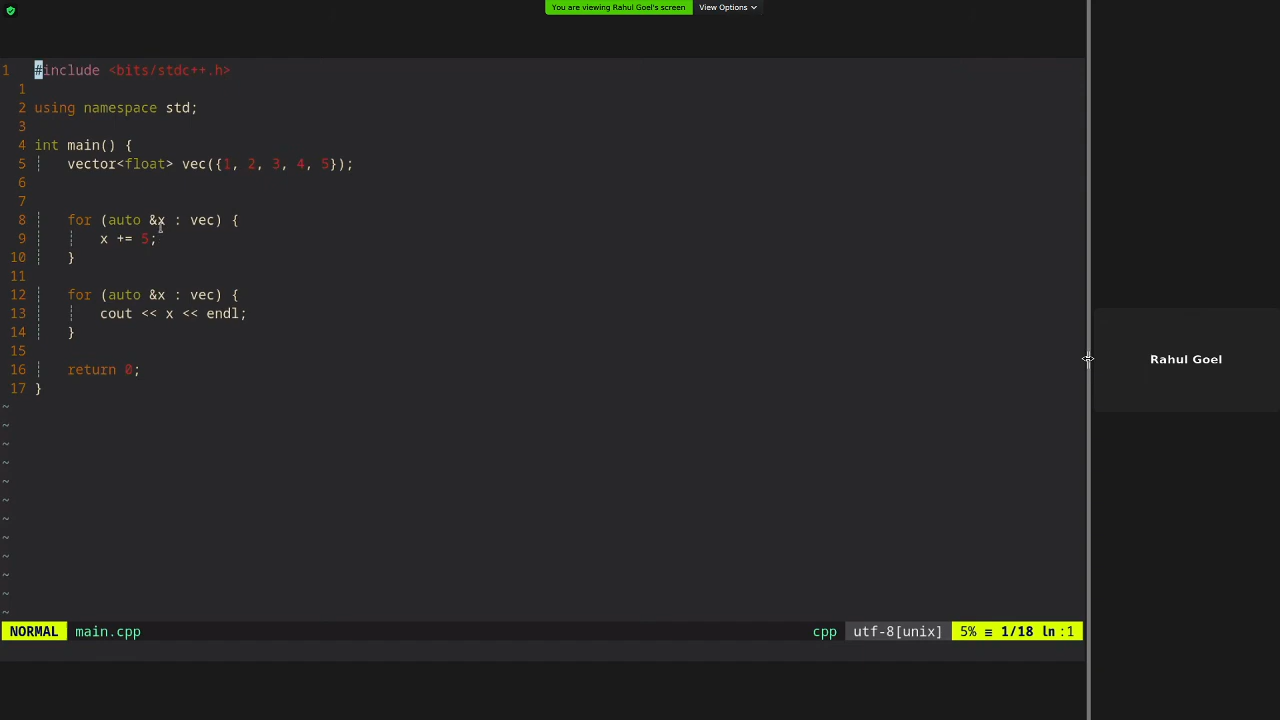 You are viewing Rahul Goel's screen View Options
1 #include <bits/stdc++.h>
1
2 using namespace std;
3
4 int main() {
5     vector<float> vec({1, 2, 3, 4, 5});
6
7
8     for (auto &x : vec) {
9         x += 5;
10     }
11
12     for (auto &x : vec) {
13         cout << x << endl;
14     }
15
16     return 0;
17 }
~
~
~
~
~
~
~
~
~
~
~
~
NORMAL main.cpp cpp utf-8[unix] 5% ≡ 1/18 ln :1
Rahul Goel